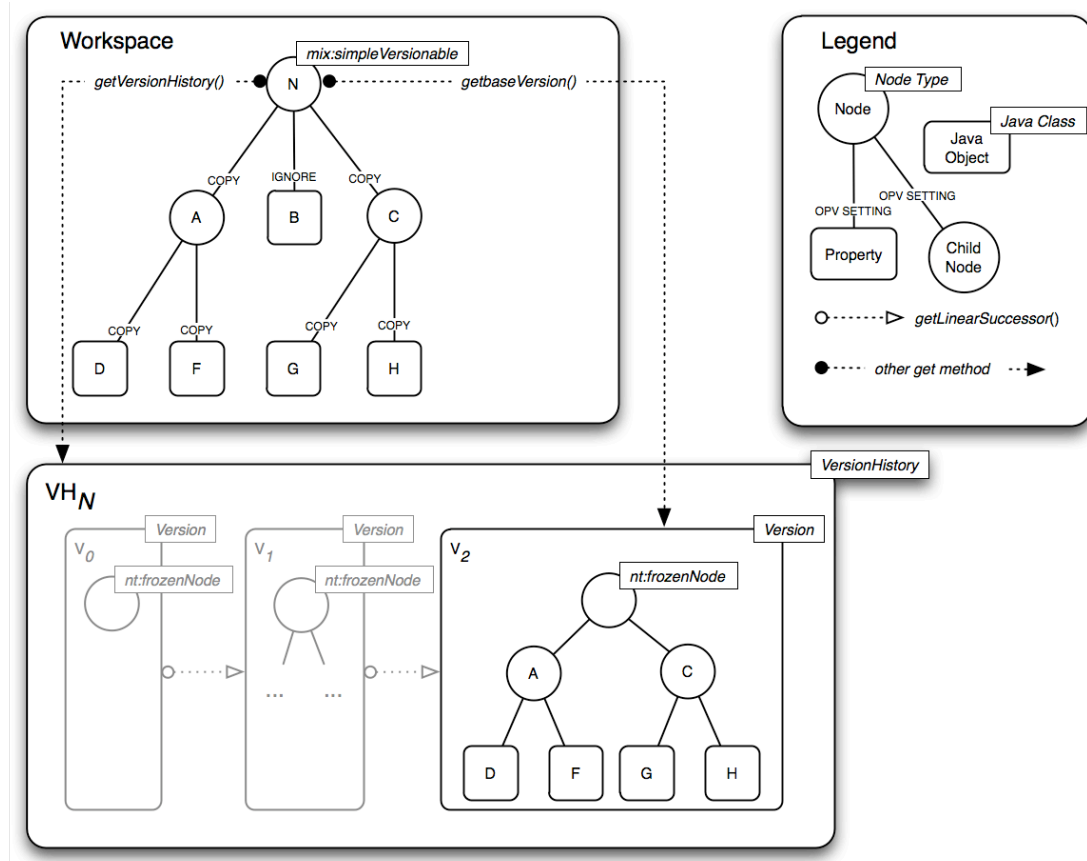 Workspace
mix:simpleVersionable
getVersionHistory()
N
getbaseVersion()
COPY
IGNORE
COPY
A
B
C
COPY
COPY
COPY
COPY
D
F
G
H
Legend
Node Type
Node
Java Class
Java
Object
OPV SETTING
OPV SETTING
Property
Child
Node
getLinearSuccessor()
other get method
VersionHistory
VHN
Version
V0
nt:frozenNode
Version
V1
nt:frozenNode
...
...
Version
V2
nt:frozenNode
A
C
D
F
G
H